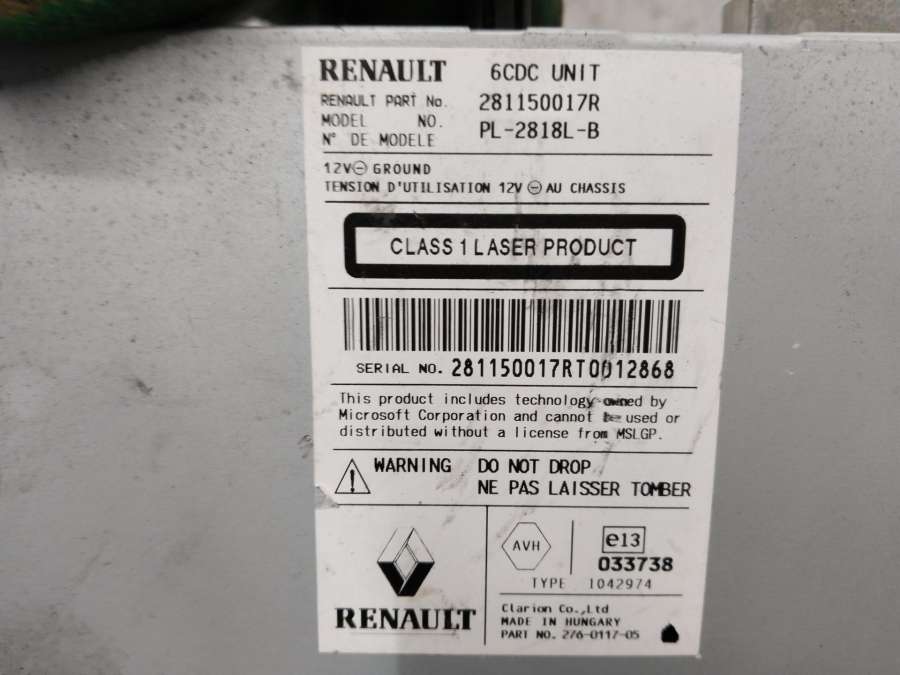 RENAULT 6CDC UNIT
RENAULT PART No. 281150017R
MODEL NO. PL-2818L-B
N° DE MODELE
12V⊖ GROUND
TENSION D'UTILISATION 12V ⊖ AU CHASSIS
CLASS 1 LASER PRODUCT
SERIAL NO. 281150017RT0012868
This product includes technology owned by
Microsoft Corporation and cannot be used or
distributed without a license from MSLGP.
WARNING DO NOT DROP
NE PAS LAISSER TOMBER
RENAULT
AVH
e13
033738
TYPE 1042974
Clarion Co.,Ltd
MADE IN HUNGARY
PART NO. 276-0117-05